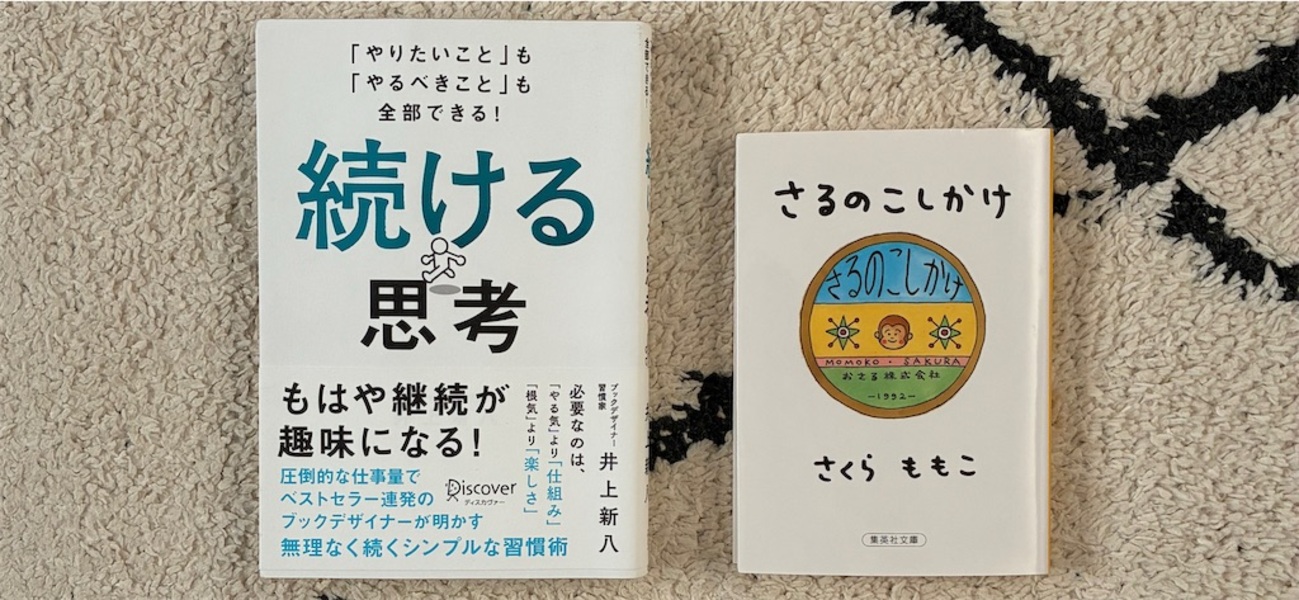 「やりたいこと」も
「やるべきこと」も
全部できる!
続ける
思考
もはや継続が
趣味になる!
圧倒的な仕事量で
ベストセラー連発の
ブックデザイナーが明かす
無理なく続くシンプルな習慣術
Discover
ディスカヴァー
ブックデザイナー
習慣家
井上新八
必要なのは、
「やる気」より「仕組み」
「根気」より「楽しさ」
さるのこしかけ
さるのこしかけ
MOMOKO・SAKURA
おさる株式会社
-1992-
さくら ももこ
集英社文庫